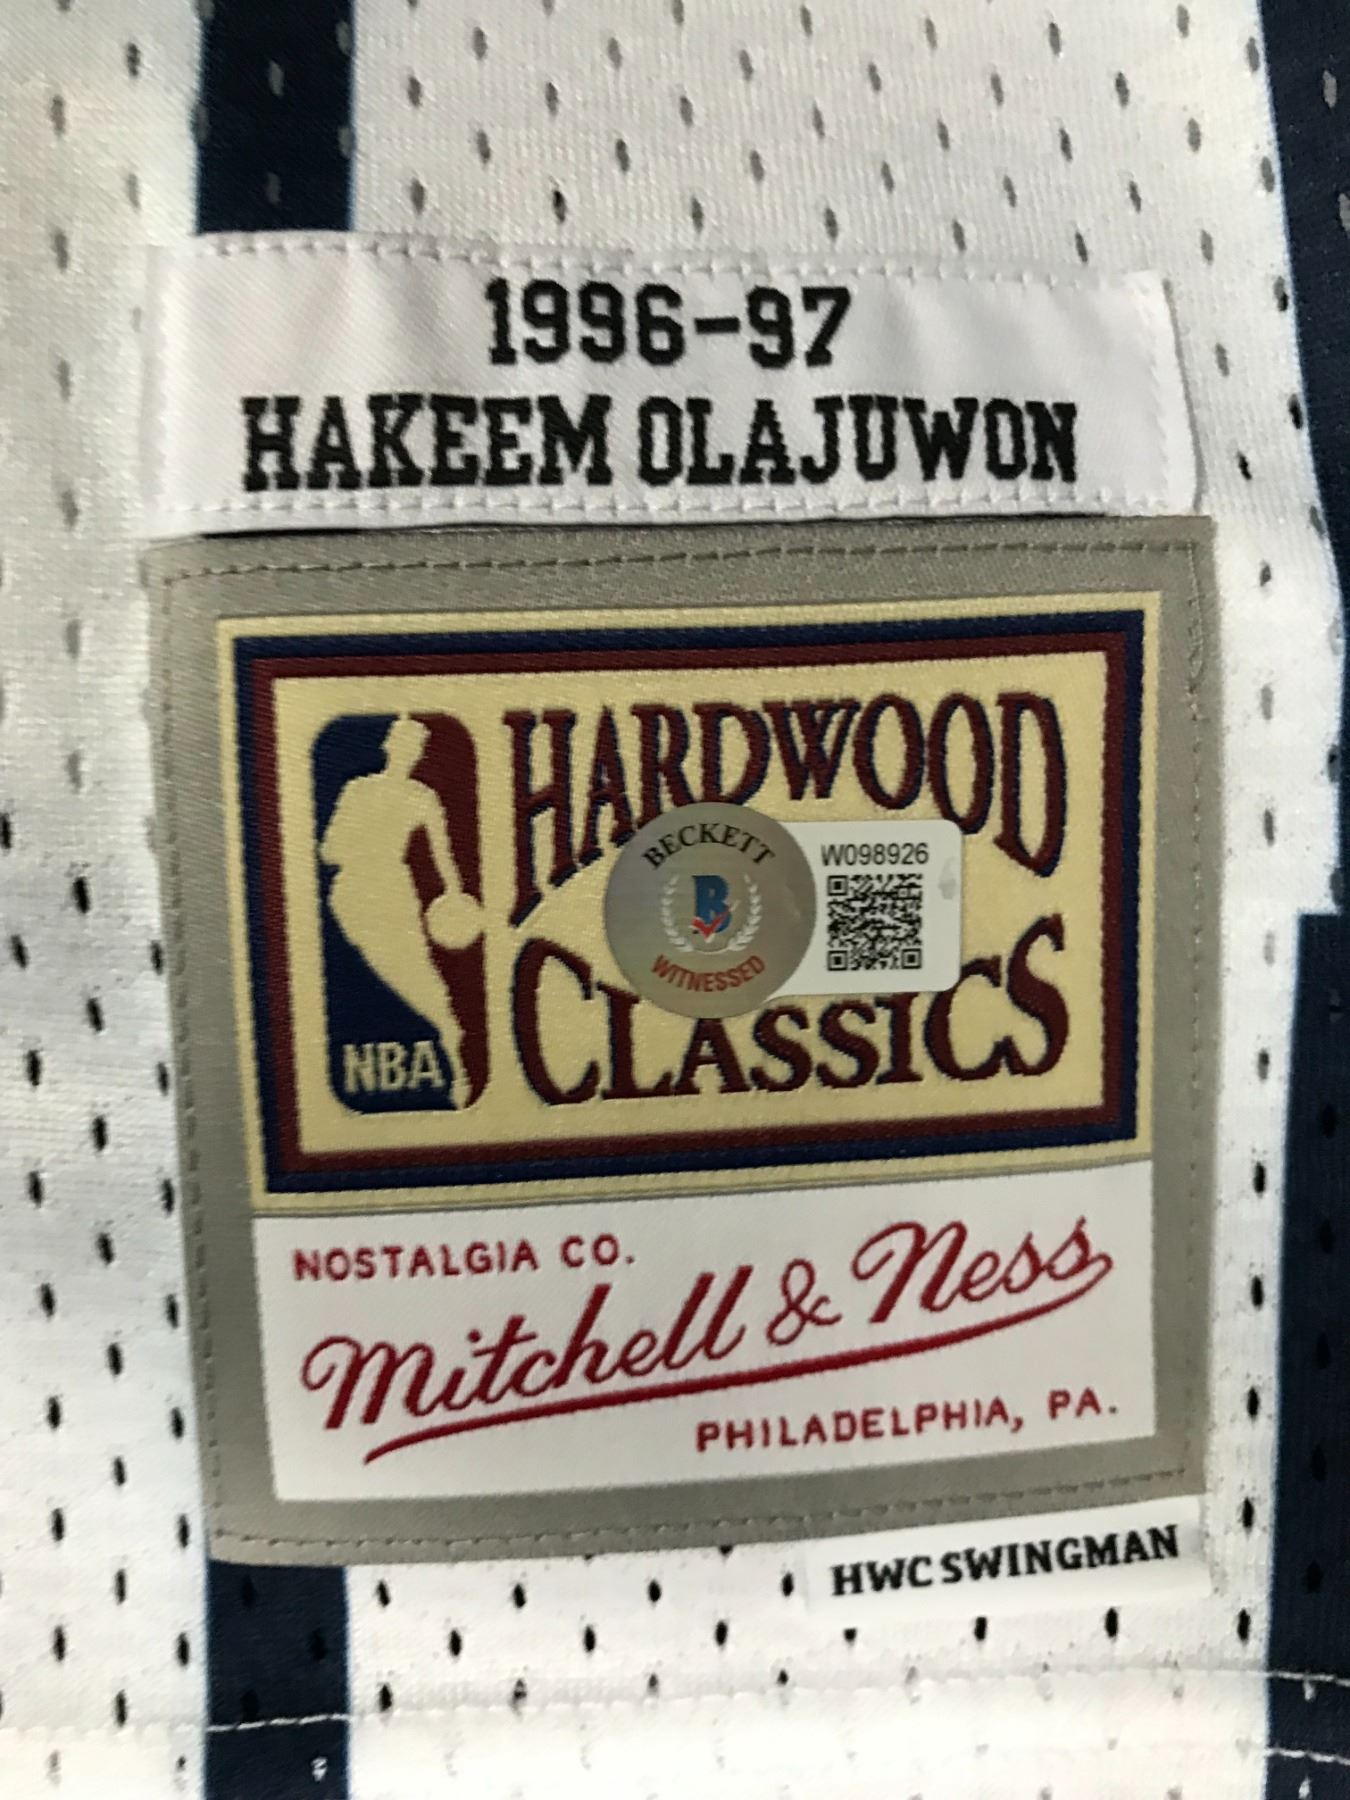 1996-97
HAKEEM OLAJUWON
HARDWOOD
CLASSICS
NBA
BECKETT
B
WITNESSED
W098926
NOSTALGIA CO.
Mitchell & Ness
PHILADELPHIA, PA.
HWC SWINGMAN